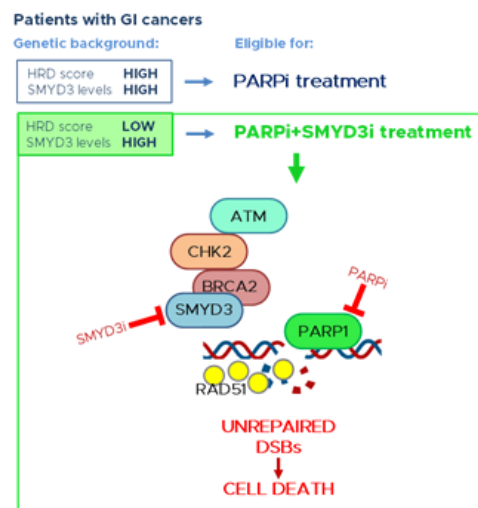 Patients with GI cancers
Genetic background: Eligible for:
HRD score HIGH
SMYD3 levels HIGH
PARPi treatment
HRD score LOW
SMYD3 levels HIGH
PARPi+SMYD3i treatment
ATM
CHK2
BRCA2
SMYD3
SMYD3i
PARPi
PARP1
RAD51
UNREPAIRED
DSBs
CELL DEATH